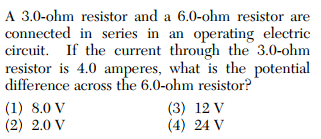 A 3.0-ohm resistor and a 6.0-ohm resistor are
connected in series in an operating electric
circuit. If the current through the 3.0-ohm
resistor is 4.0 amperes, what is the potential
difference across the 6.0-ohm resistor?
(1) 8.0 V (3) 12 V
(2) 2.0 V (4) 24 V